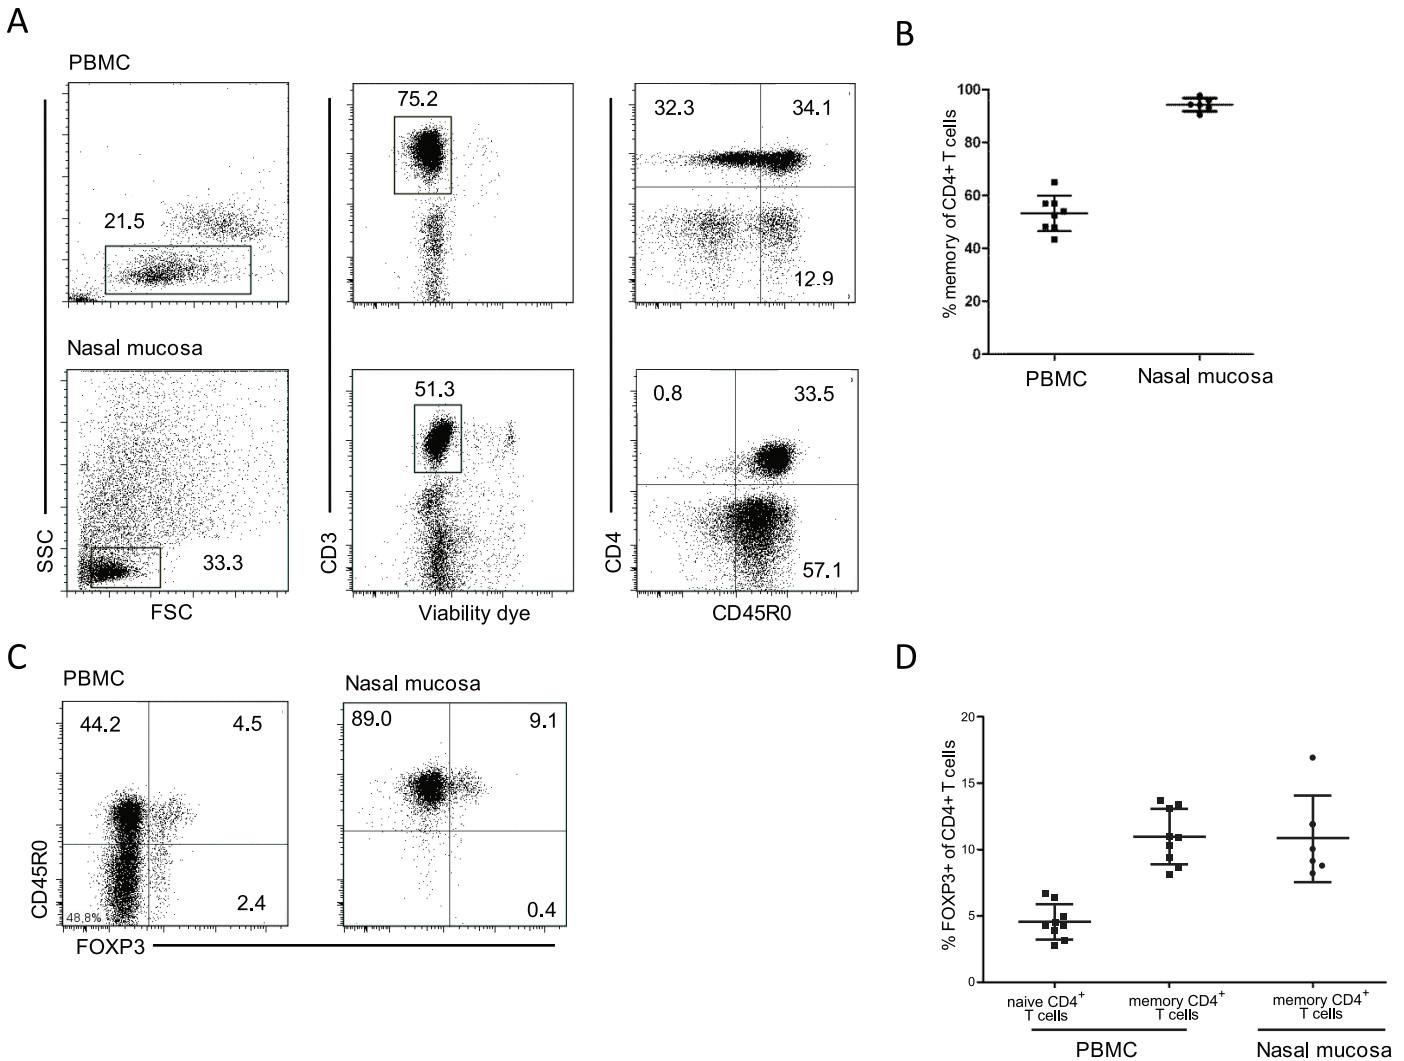 A
PBMC
21.5
75.2
32.3
34.1
12.9
Nasal mucosa
33.3
51.3
0.8
33.5
57.1
SSC
FSC
CD3
Viability dye
CD4
CD45R0
B
100
80
60
40
20
0
% memory of CD4+ T cells
PBMC
Nasal mucosa
C
PBMC
44.2
4.5
2.4
48,8%
Nasal mucosa
89.0
9.1
0.4
CD45R0
FOXP3
D
20
15
10
5
0
% FOXP3+ of CD4+ T cells
naive CD4+
T cells
memory CD4+
T cells
memory CD4+
T cells
PBMC
Nasal mucosa